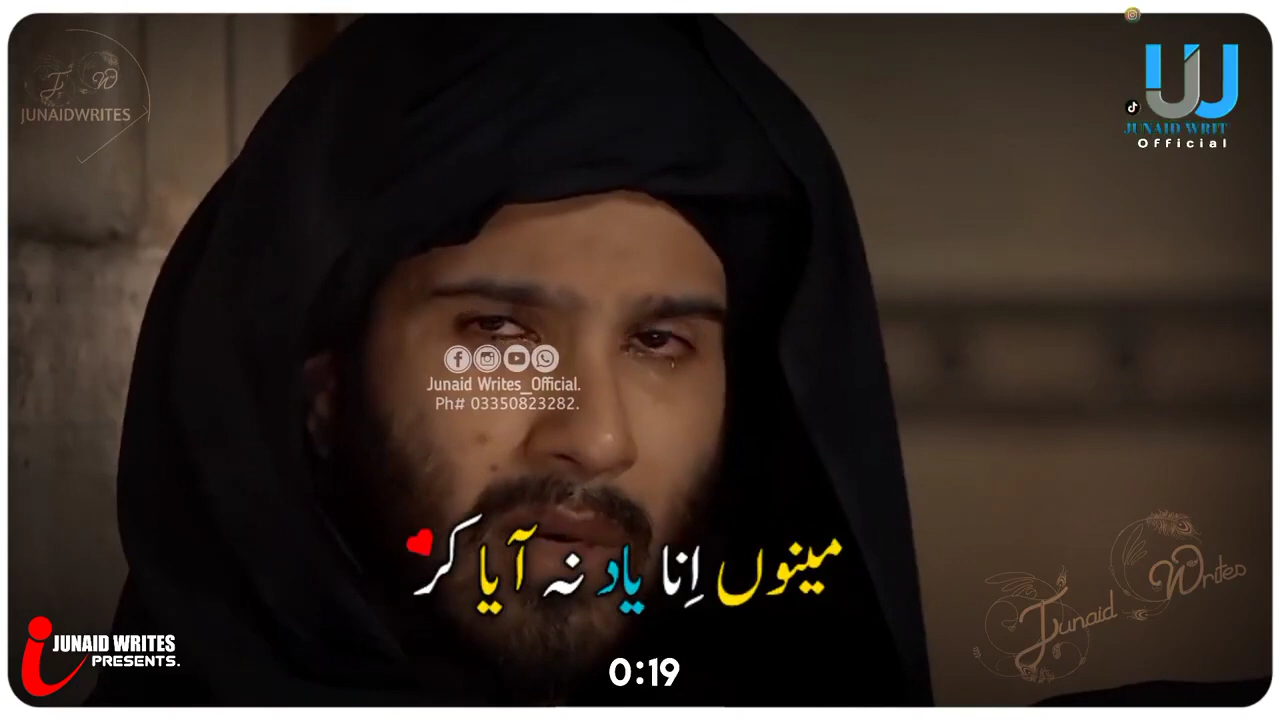 JUNAIDWRITES
JUNAID WRIT
Official
Junaid Writes_Official.
Ph# 03350823282.
مینوں اِنا یاد نہ آیا کر
Junaid Writes
JUNAID WRITES
PRESENTS.
0:19